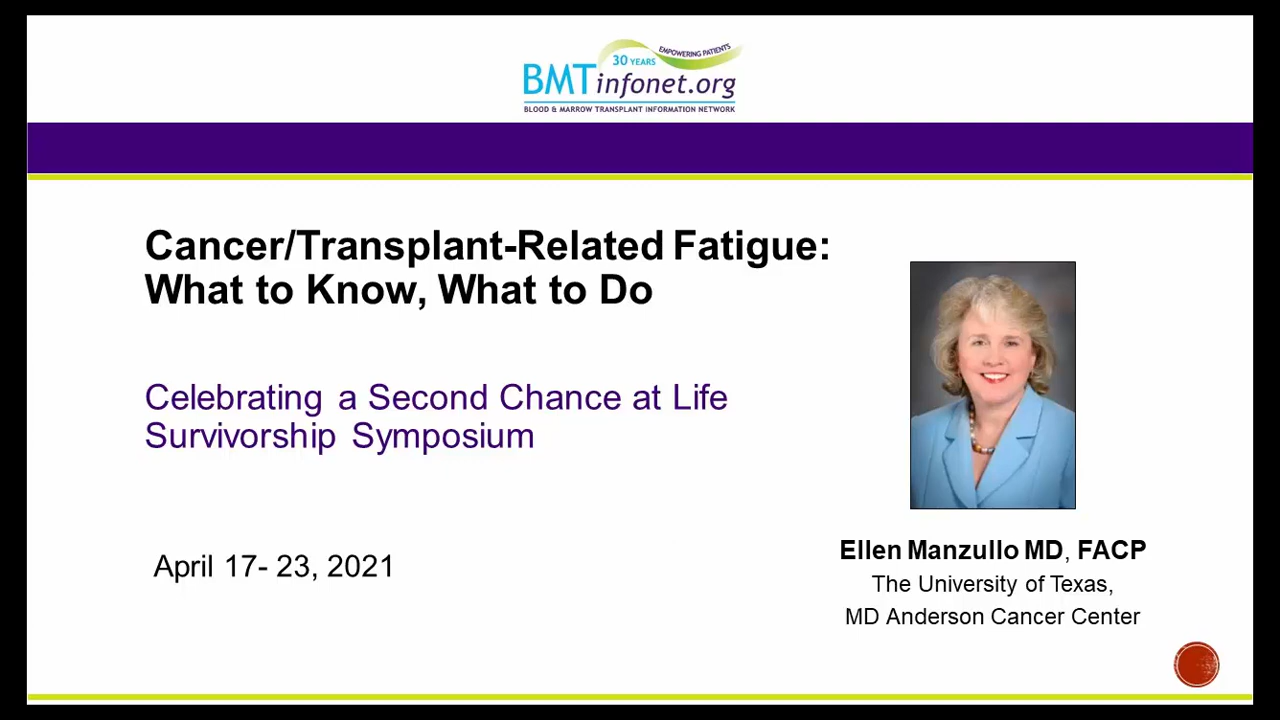 EMPOWERING PATIENTS
30 YEARS
BMTinfonet.org
BLOOD & MARROW TRANSPLANT INFORMATION NETWORK
Cancer/Transplant-Related Fatigue:
What to Know, What to Do
Celebrating a Second Chance at Life
Survivorship Symposium
April 17- 23, 2021
Ellen Manzullo MD, FACP
The University of Texas,
MD Anderson Cancer Center